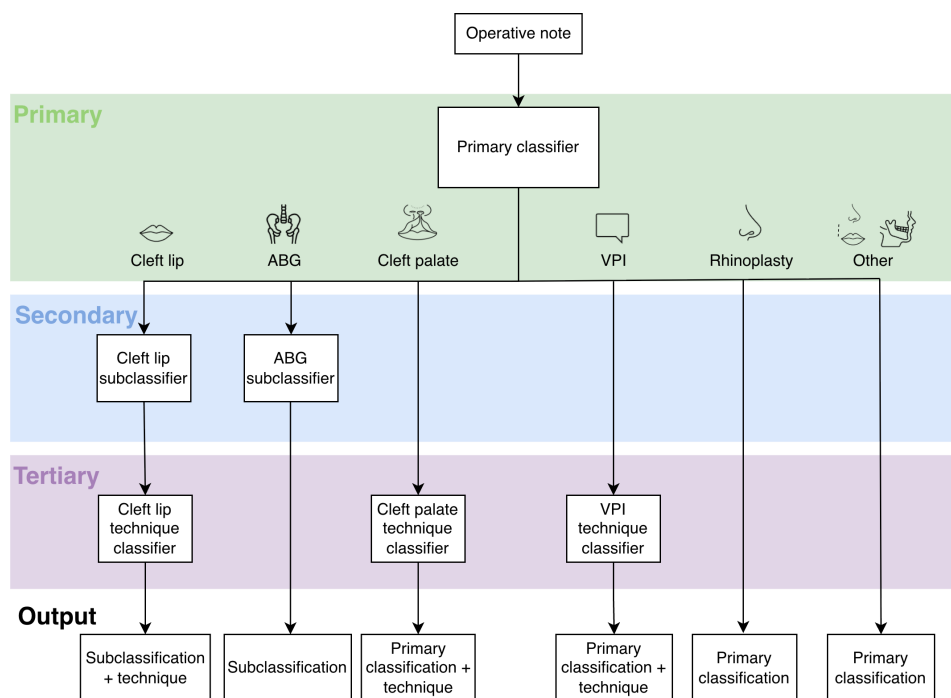 Operative note
Primary
Primary classifier
Cleft lip
ABG
Cleft palate
VPI
Rhinoplasty
Other
Secondary
Cleft lip
subclassifier
ABG
subclassifier
Tertiary
Cleft lip
technique
classifier
Cleft palate
technique
classifier
VPI
technique
classifier
Output
Subclassification
+ technique
Subclassification
Primary
classification +
technique
Primary
classification +
technique
Primary
classification
Primary
classification